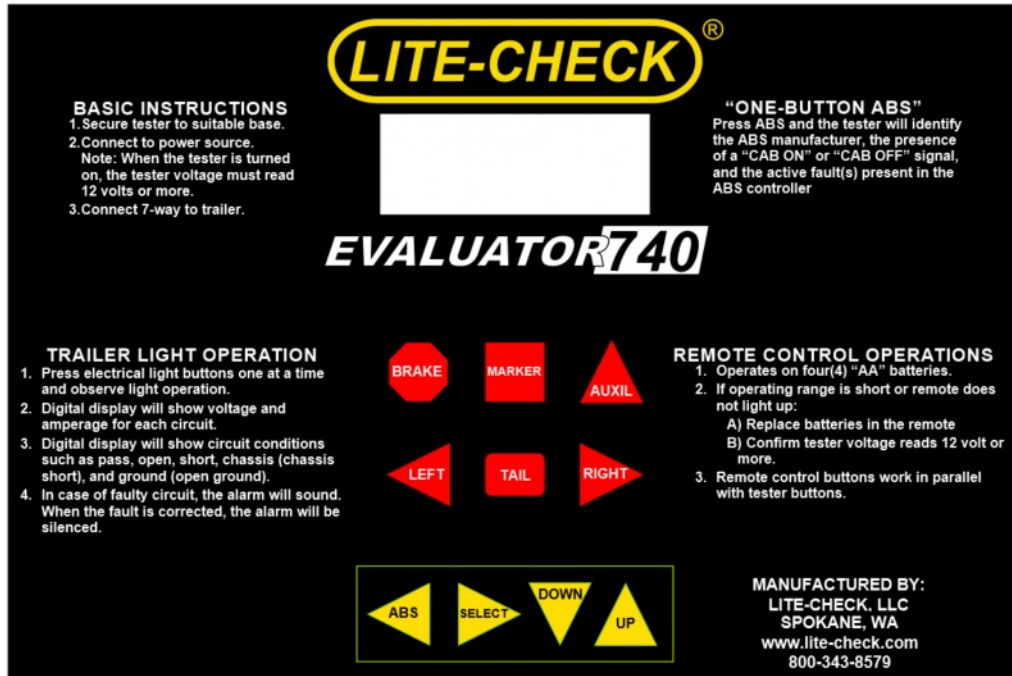 LITE-CHECK®
BASIC INSTRUCTIONS
1. Secure tester to suitable base.
2. Connect to power source.
Note: When the tester is turned
on, the tester voltage must read
12 volts or more.
3. Connect 7-way to trailer.
“ONE-BUTTON ABS”
Press ABS and the tester will identify
the ABS manufacturer, the presence
of a “CAB ON” or “CAB OFF” signal,
and the active fault(s) present in the
ABS controller
EVALUATOR 740
TRAILER LIGHT OPERATION
1. Press electrical light buttons one at a time
and observe light operation.
2. Digital display will show voltage and
amperage for each circuit.
3. Digital display will show circuit conditions
such as pass, open, short, chassis (chassis
short), and ground (open ground).
4. In case of faulty circuit, the alarm will sound.
When the fault is corrected, the alarm will be
silenced.
BRAKE
MARKER
AUXIL
LEFT
TAIL
RIGHT
REMOTE CONTROL OPERATIONS
1. Operates on four(4) “AA” batteries.
2. If operating range is short or remote does
not light up:
A) Replace batteries in the remote
B) Confirm tester voltage reads 12 volt or
more.
3. Remote control buttons work in parallel
with tester buttons.
ABS
SELECT
DOWN
UP
MANUFACTURED BY:
LITE-CHECK, LLC
SPOKANE, WA
www.lite-check.com
800-343-8579